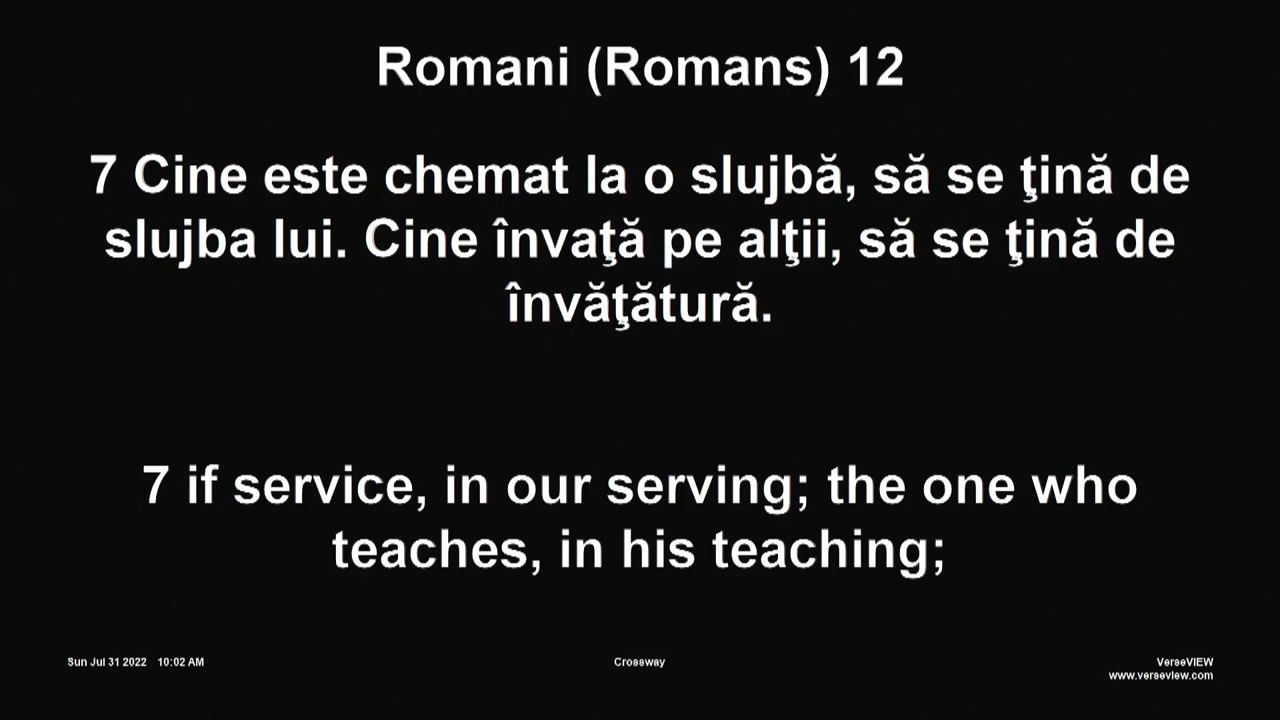 Romani (Romans) 12
7 Cine este chemat la o slujbă, să se ţină de
slujba lui. Cine învaţă pe alţii, să se ţină de
învăţătură.
7 if service, in our serving; the one who
teaches, in his teaching;
Sun Jul 31 2022 10:02 AM
Crossway
VerseVIEW
www.verseview.com